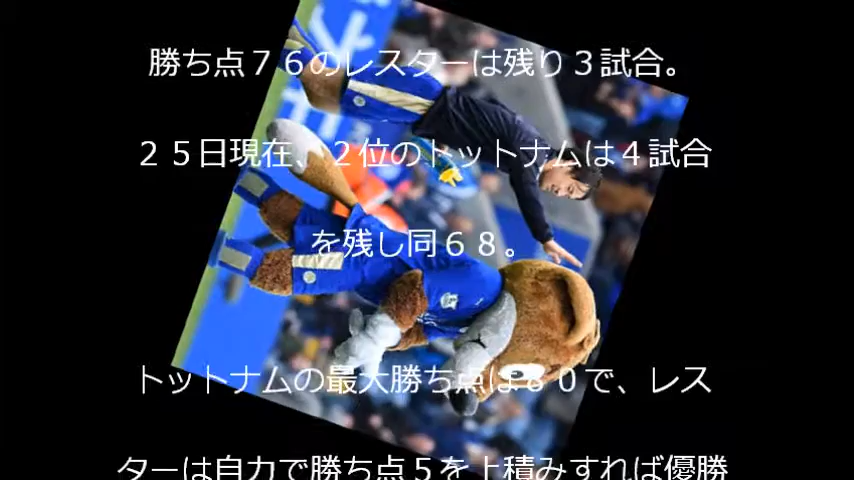 勝ち点７６のレスターは残り３試合。
２５日現在、２位のトットナムは４試合
を残し同６８。
トットナムの最大勝ち点は８０で、レス
ターは自力で勝ち点５を上積みすれば優勝